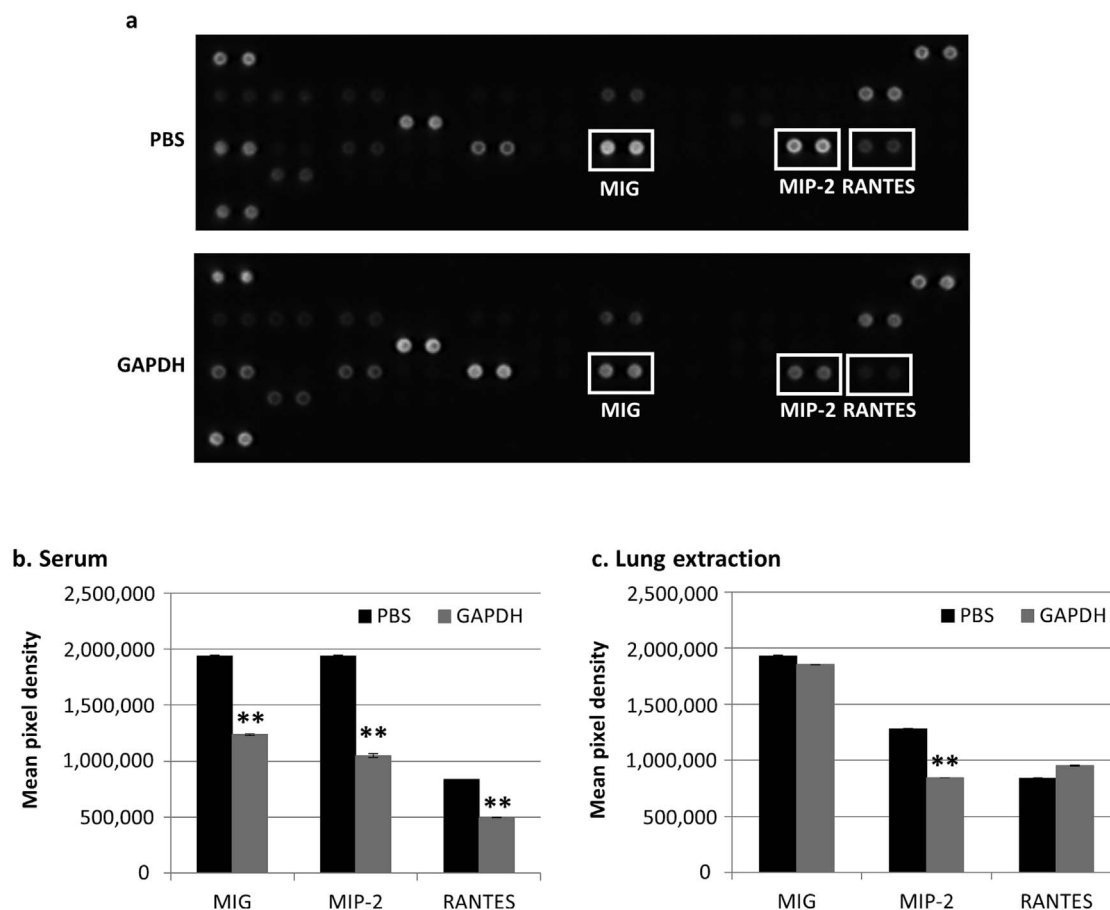 a
PBS
MIG
MIP-2 RANTES
GAPDH
MIG
MIP-2 RANTES
b. Serum
Mean pixel density
2,500,000
2,000,000
1,500,000
1,000,000
500,000
0
PBS GAPDH
**
**
**
MIG MIP-2 RANTES
c. Lung extraction
Mean pixel density
2,500,000
2,000,000
1,500,000
1,000,000
500,000
0
PBS GAPDH
**
MIG MIP-2 RANTES